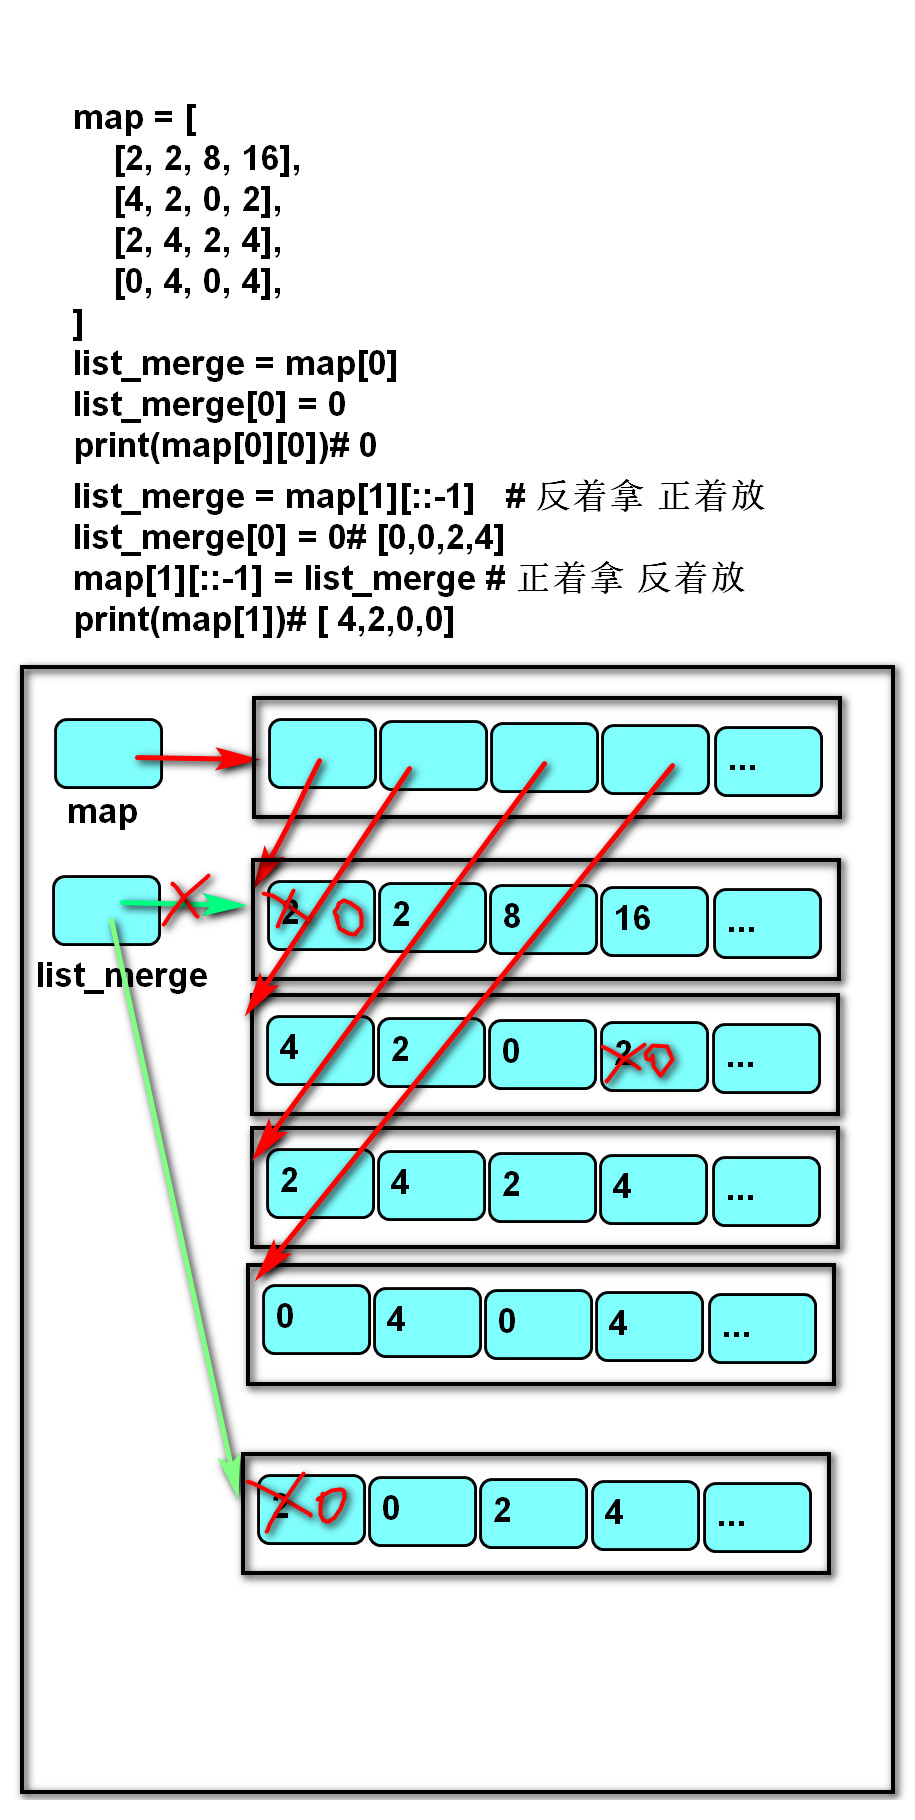 map = [
[2, 2, 8, 16],
[4, 2, 0, 2],
[2, 4, 2, 4],
[0, 4, 0, 4],
]
list_merge = map[0]
list_merge[0] = 0
print(map[0][0])# 0
list_merge = map[1][::-1] # 反着拿 正着放
list_merge[0] = 0# [0,0,2,4]
map[1][::-1] = list_merge # 正着拿 反着放
print(map[1])# [ 4,2,0,0]
...
map
2 0 2 8 16 ...
list_merge
4 2 0 2 0 ...
2 4 2 4 ...
0 4 0 4 ...
2 0 0 2 4 ...